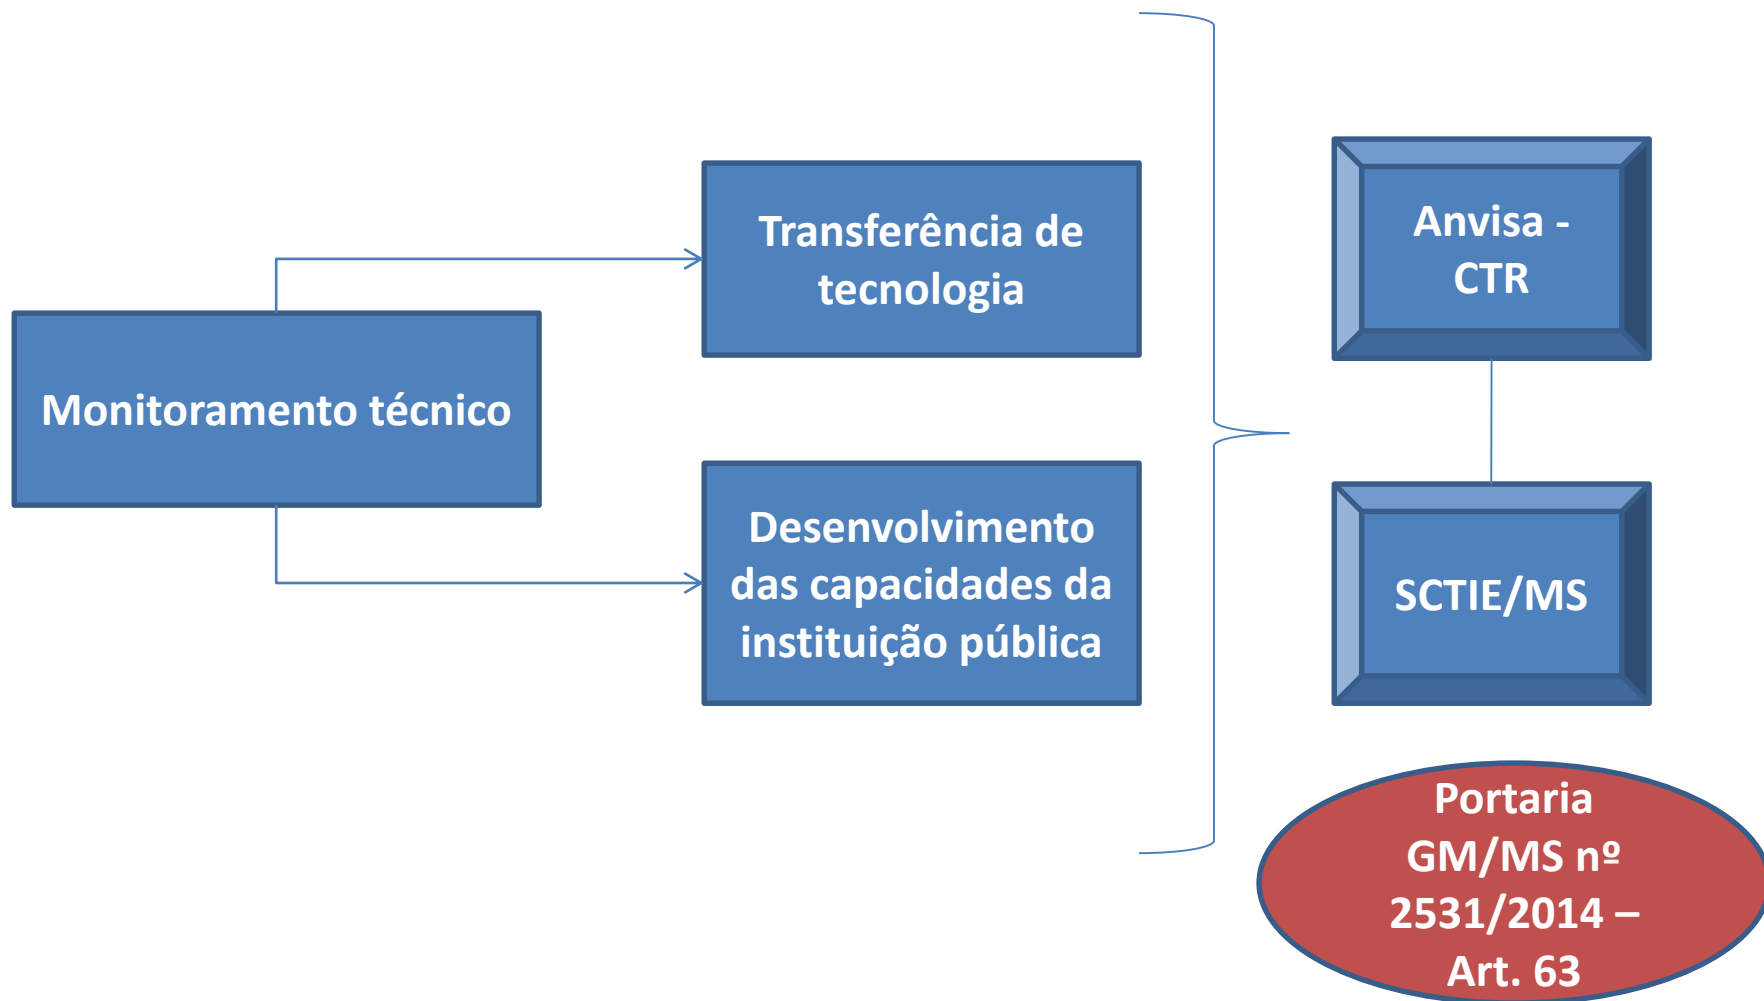 Monitoramento técnico
Transferência de
tecnologia
Desenvolvimento
das capacidades da
instituição pública
Anvisa -
CTR
SCTIE/MS
Portaria
GM/MS nº
2531/2014 –
Art. 63